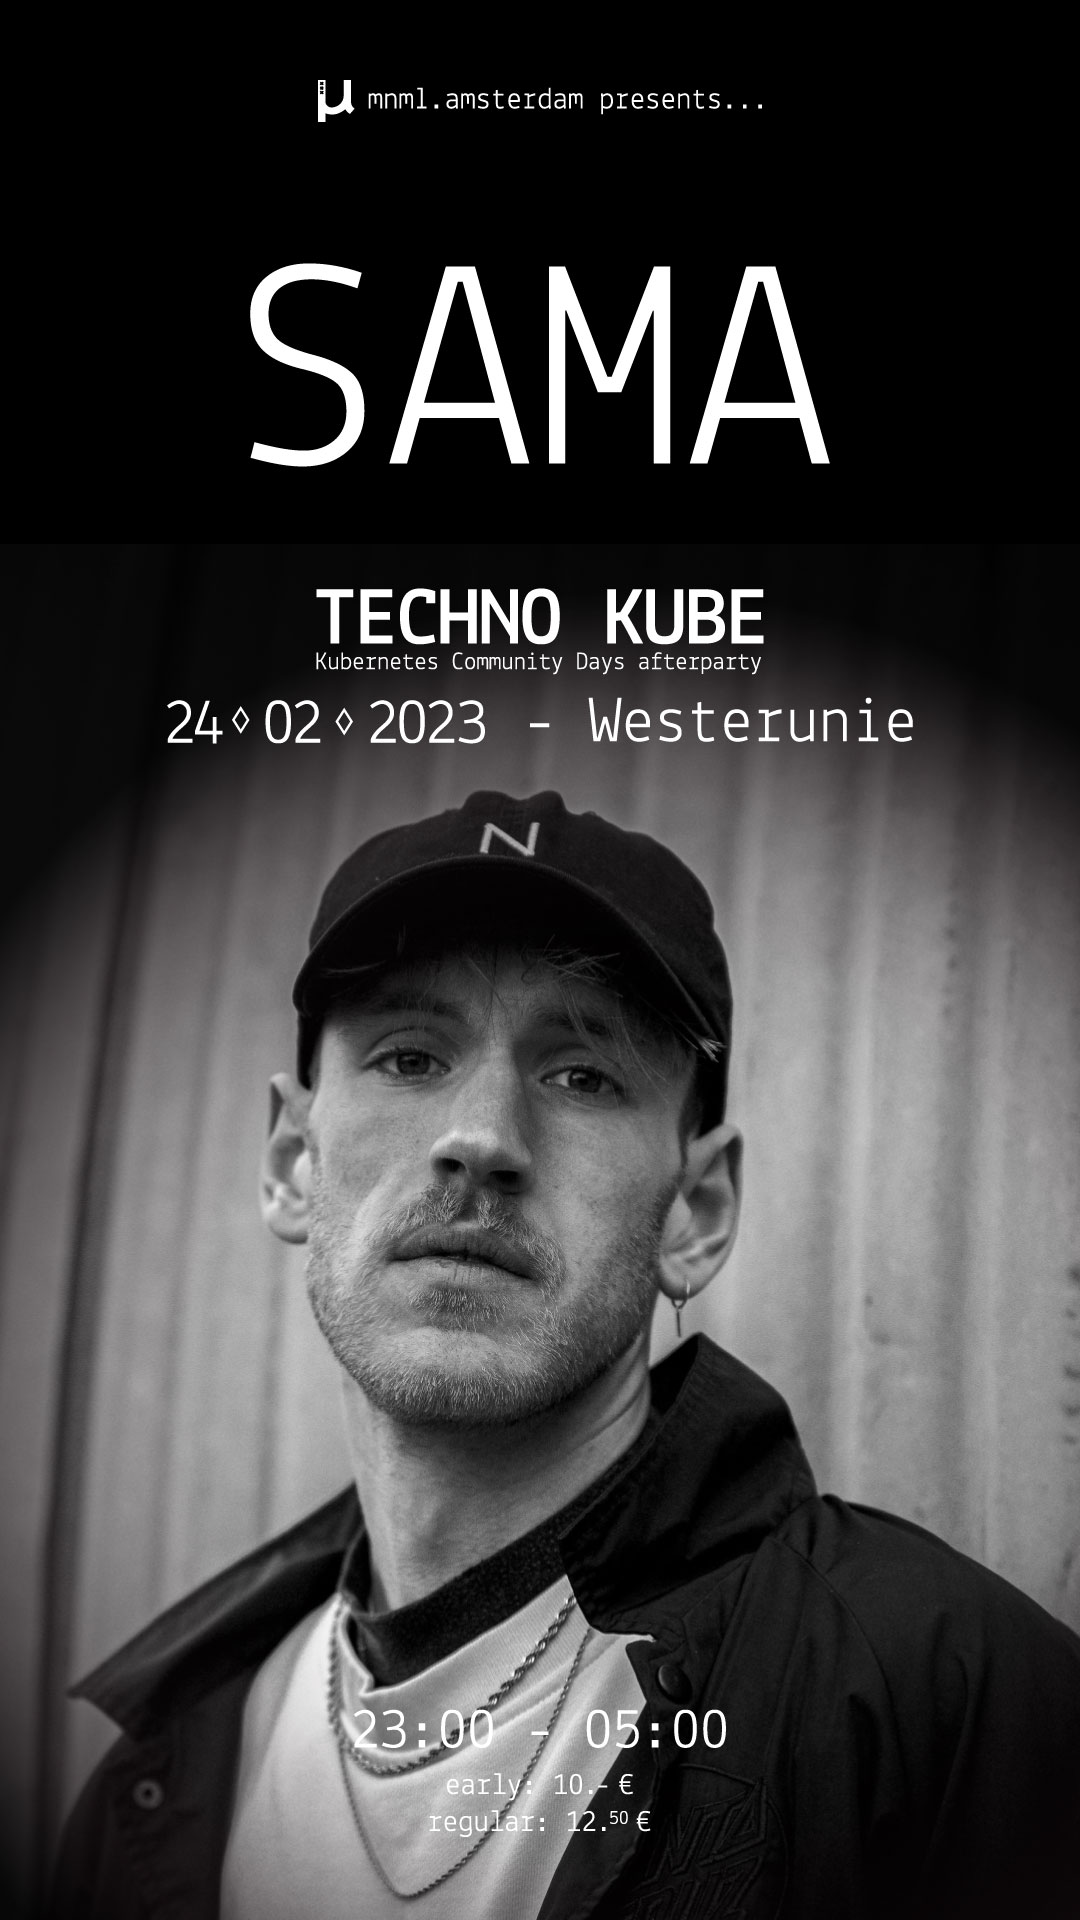 µ mnml.amsterdam presents...
SAMA
TECHNO KUBE
Kubernetes Community Days afterparty
24◊02◊2023 - Westerunie
N
23:00 - 05:00
early: 10.- €
regular: 12.50 €